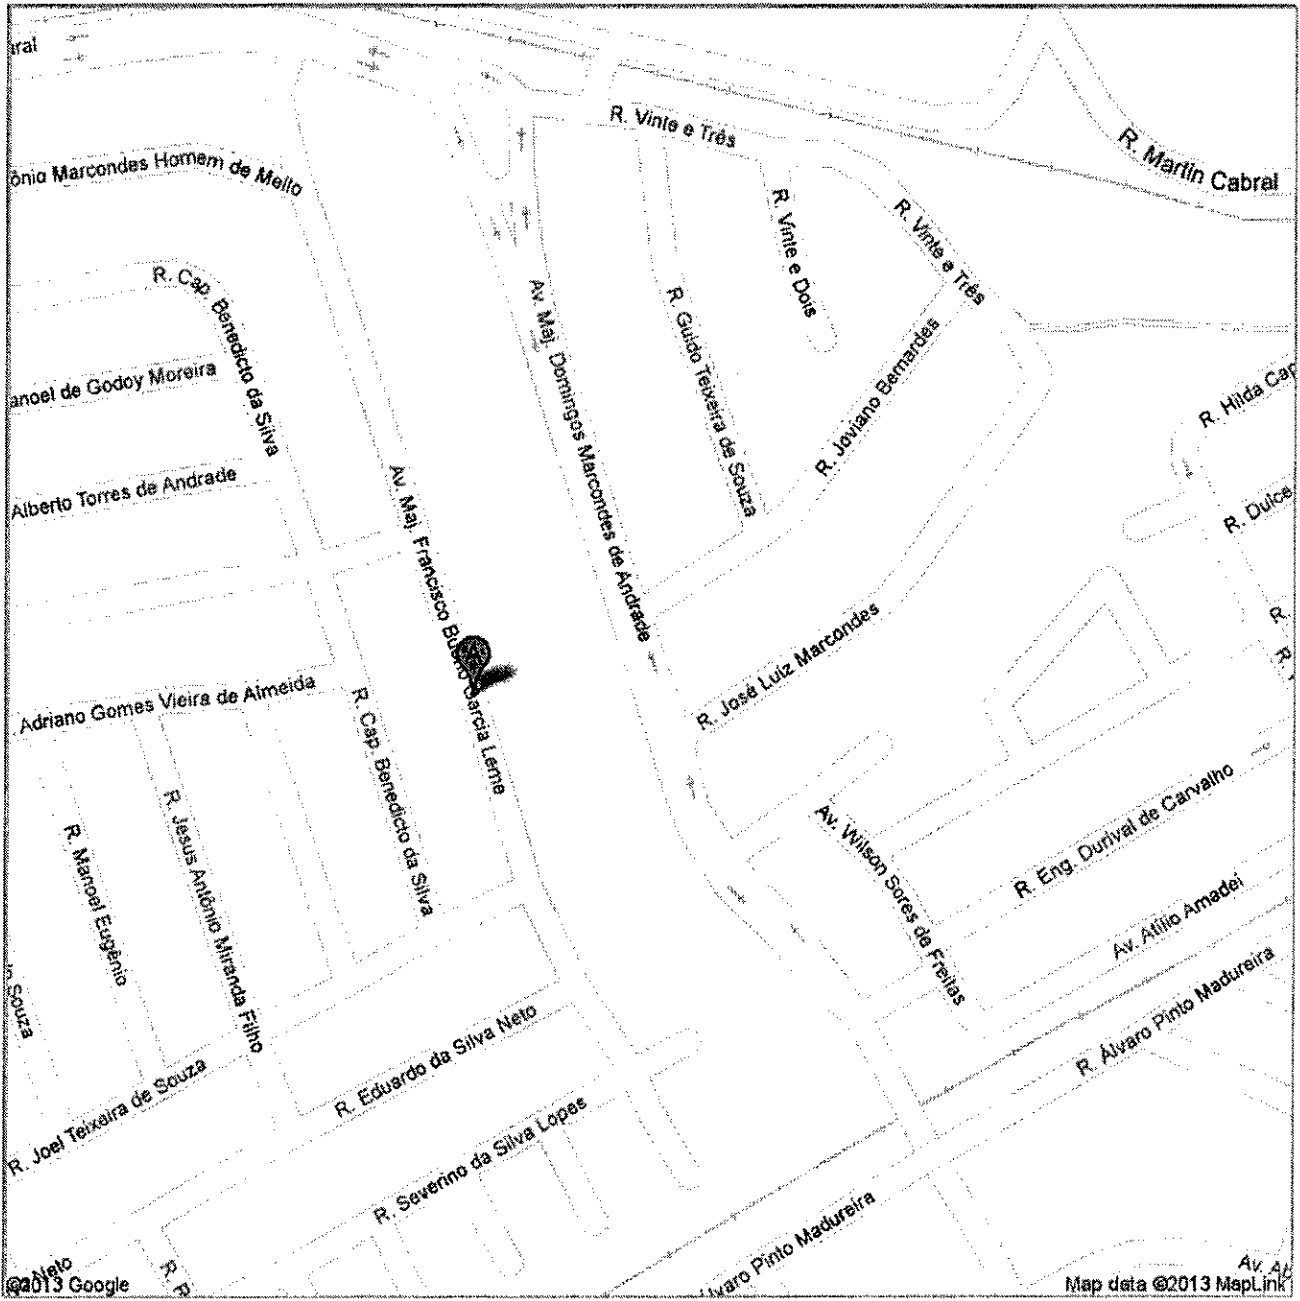 R. Vinte e Três
R. Martin Cabral
Marcondes Homem de Mello
R. Vinte e Dois
R. Vinte e Três
R. Cap. Benedicto da Silva
Av. Maj. Domingos Marcondes de Andrade
R. Guido Teixeira de Souza
R. Joviano Bernardes
de Godoy Moreira
R. Hilda
Alberto Torres de Andrade
R. Dulce
Av. Maj. Francisco Bueno Garcia Leme
A
R. José Luiz Marcondes
R.
R.
Adriano Gomes Vieira de Almeida
R. Cap. Benedicto da Silva
R. Jesus Antônio Miranda Filho
R. Manoel Eugênio
Av. Wilson Sores de Freitas
R. Eng. Durival de Carvalho
Av. Atilio Amadei
R. Álvaro Pinto Madureira
Souza
R. Eduardo da Silva Neto
R. Joel Teixeira de Souza
R. Severino da Silva Lopes
Pinto Madureira
Neto
R.
Av.
©2013 Google
Map data ©2013 MapLink